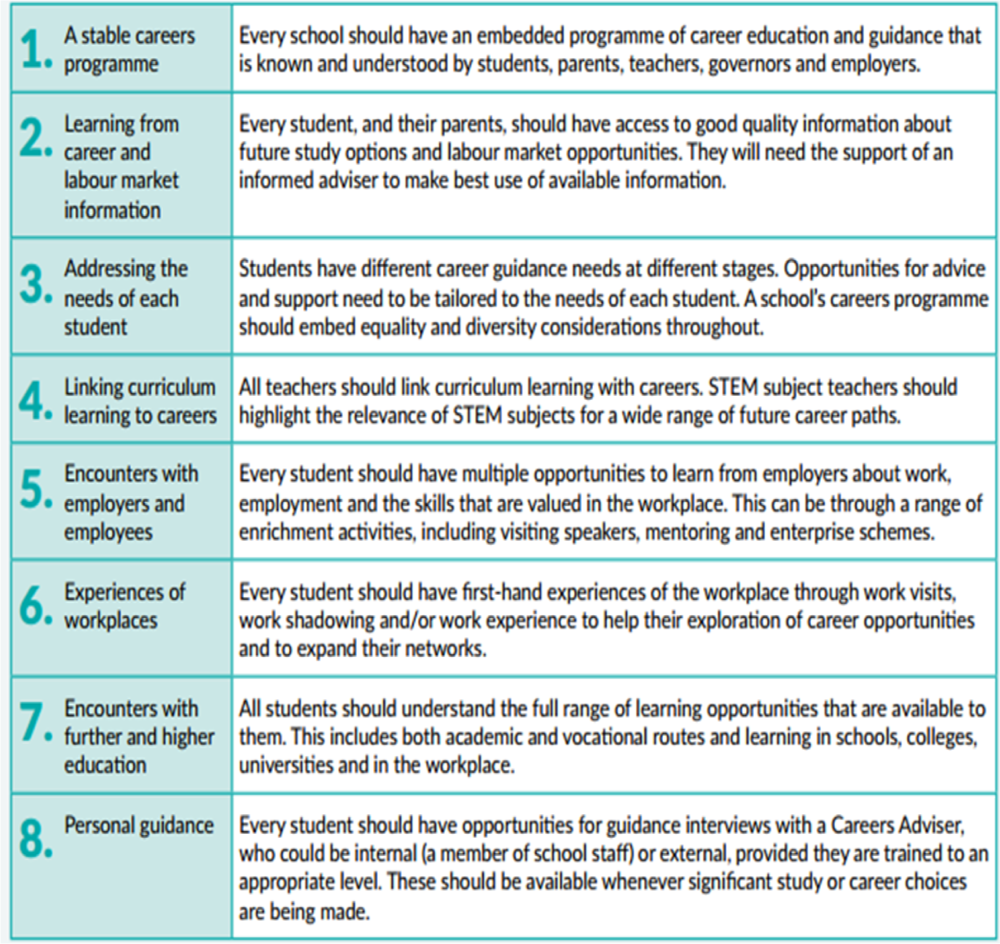 1.
A stable careers
programme
Every school should have an embedded programme of career education and guidance that
is known and understood by students, parents, teachers, governors and employers.
2.
Learning from
career and
labour market
information
Every student, and their parents, should have access to good quality information about
future study options and labour market opportunities. They will need the support of an
informed adviser to make best use of available information.
3.
Addressing the
needs of each
student
Students have different career guidance needs at different stages. Opportunities for advice
and support need to be tailored to the needs of each student. A school's careers programme
should embed equality and diversity considerations throughout.
4.
Linking curriculum
learning to careers
All teachers should link curriculum learning with careers. STEM subject teachers should
highlight the relevance of STEM subjects for a wide range of future career paths.
5.
Encounters with
employers and
employees
Every student should have multiple opportunities to learn from employers about work,
employment and the skills that are valued in the workplace. This can be through a range of
enrichment activities, including visiting speakers, mentoring and enterprise schemes.
6.
Experiences of
workplaces
Every student should have first-hand experiences of the workplace through work visits,
work shadowing and/or work experience to help their exploration of career opportunities
and to expand their networks.
7.
Encounters with
further and higher
education
All students should understand the full range of learning opportunities that are available to
them. This includes both academic and vocational routes and learning in schools, colleges,
universities and in the workplace.
8.
Personal guidance
Every student should have opportunities for guidance interviews with a Careers Adviser,
who could be internal (a member of school staff) or external, provided they are trained to an
appropriate level. These should be available whenever significant study or career choices
are being made.